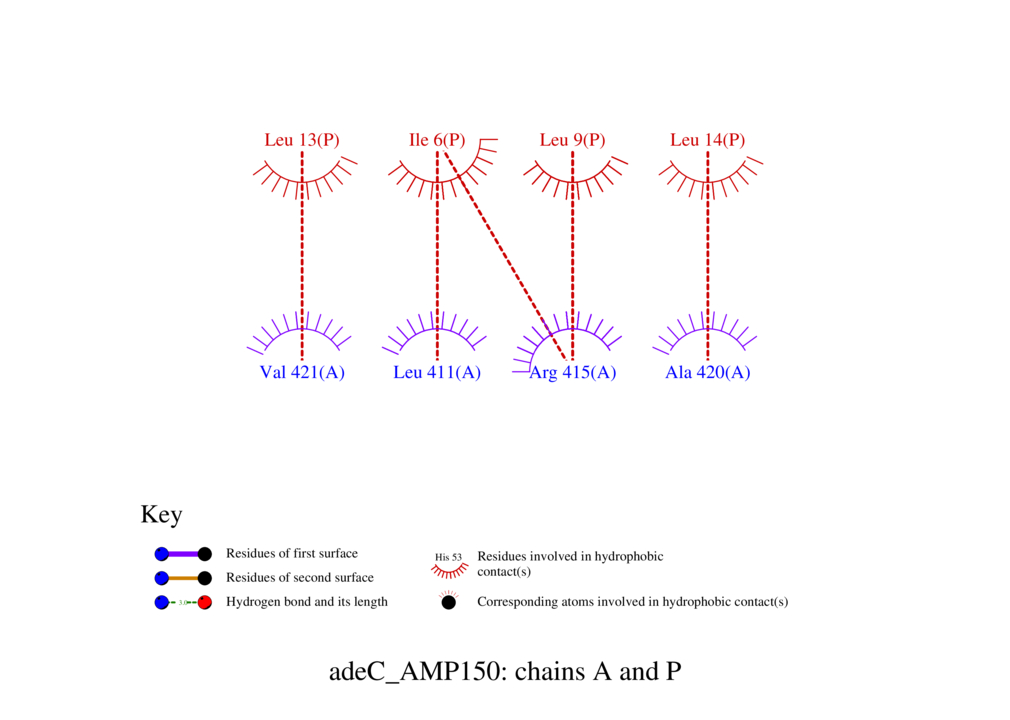 Leu 13(P) Ile 6(P) Leu 9(P) Leu 14(P)
Val 421(A) Leu 411(A) Arg 415(A) Ala 420(A)
Key
Residues of first surface
Residues of second surface
3.0
Hydrogen bond and its length
His 53
Residues involved in hydrophobic
contact(s)
Corresponding atoms involved in hydrophobic contact(s)
adeC_AMP150: chains A and P